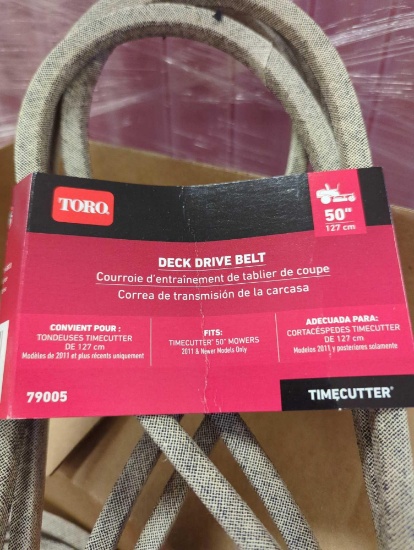 TORO®
50"
127 cm
DECK DRIVE BELT
Courroie d'entraînement de tablier de coupe
Correa de transmisión de la carcasa
CONVIENT POUR :
TONDEUSES TIMECUTTER
DE 127 cm
Modèles de 2011 et plus récents uniquement
FITS:
TIMECUTTER® 50" MOWERS
2011 & Newer Models Only
ADECUADA PARA:
CORTACÉSPEDES TIMECUTTER
DE 127 cm
Modelos 2011 y posteriores solamente
79005
TIMECUTTER®